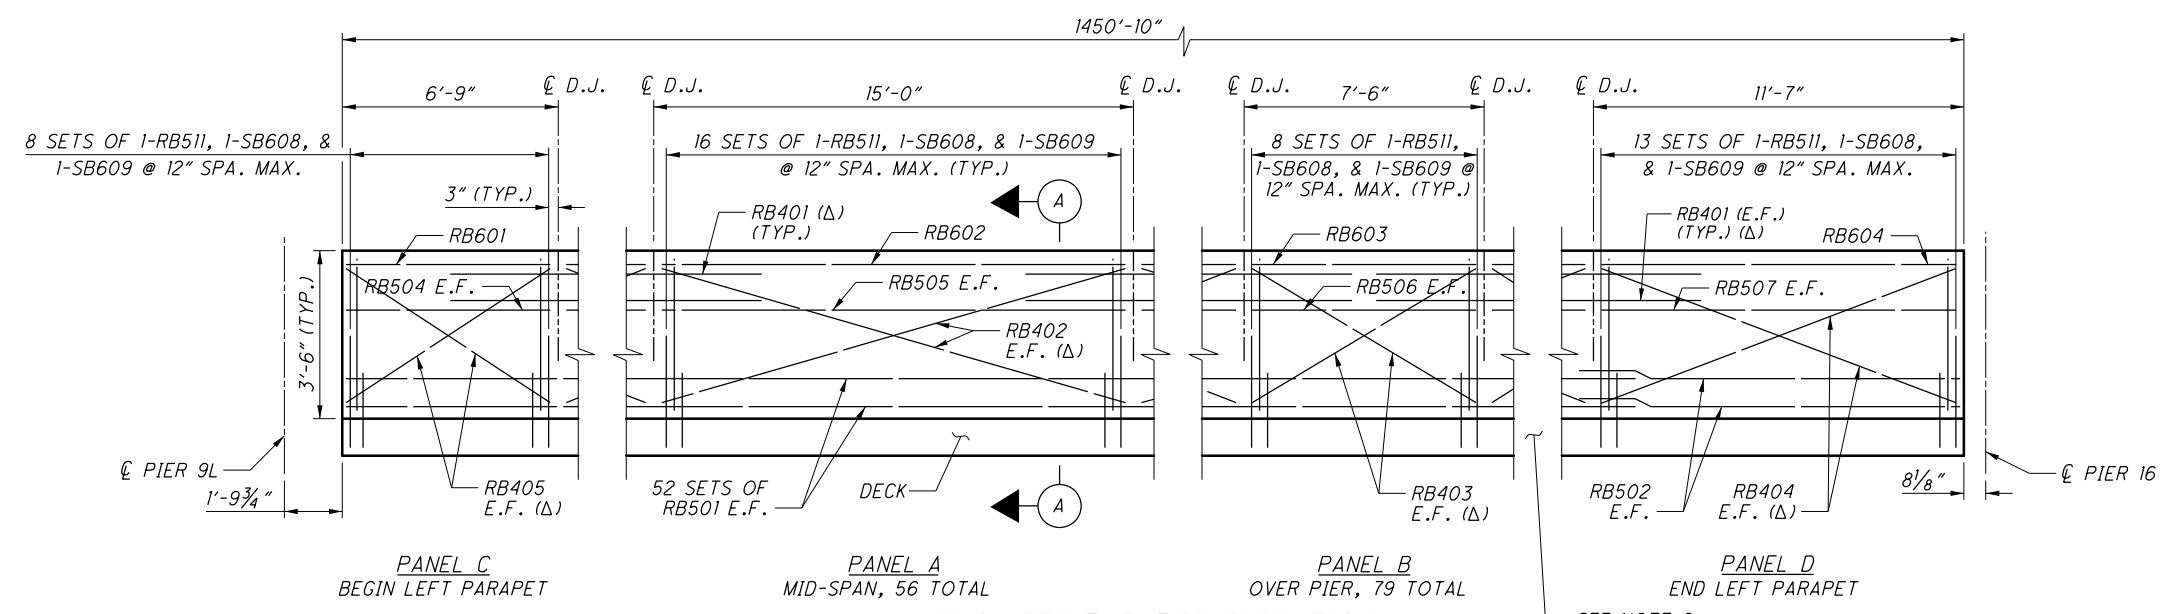 1450'-10"
6'-9"
℄ D.J.
℄ D.J.
15'-0"
℄ D.J.
℄ D.J.
7'-6"
℄ D.J.
℄ D.J.
11'-7"
8 SETS OF 1-RB511, 1-SB608, &
1-SB609 @ 12" SPA. MAX.
16 SETS OF 1-RB511, 1-SB608, & 1-SB609
@ 12" SPA. MAX. (TYP.)
8 SETS OF 1-RB511,
1-SB608, & 1-SB609 @
12" SPA. MAX. (TYP.)
13 SETS OF 1-RB511, 1-SB608,
& 1-SB609 @ 12" SPA. MAX.
3" (TYP.)
A
RB401 (Δ)
(TYP.)
RB401 (E.F.)
(TYP.) (Δ)
RB601
RB602
RB603
RB604
3'-6" (TYP.)
RB504 E.F.
RB505 E.F.
RB506 E.F.
RB507 E.F.
RB402
E.F. (Δ)
℄ PIER 9L
1'-9¾"
RB405
E.F. (Δ)
52 SETS OF
RB501 E.F.
DECK
A
RB403
E.F. (Δ)
RB502
E.F.
RB404
E.F. (Δ)
8⅛"
℄ PIER 16
PANEL C
BEGIN LEFT PARAPET
PANEL A
MID-SPAN, 56 TOTAL
PANEL B
OVER PIER, 79 TOTAL
PANEL D
END LEFT PARAPET